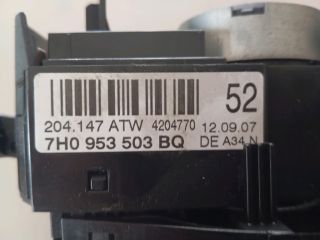 52
204.147 ATW 4204770 12.09.07
7H0 953 503 BQ DE A34 N